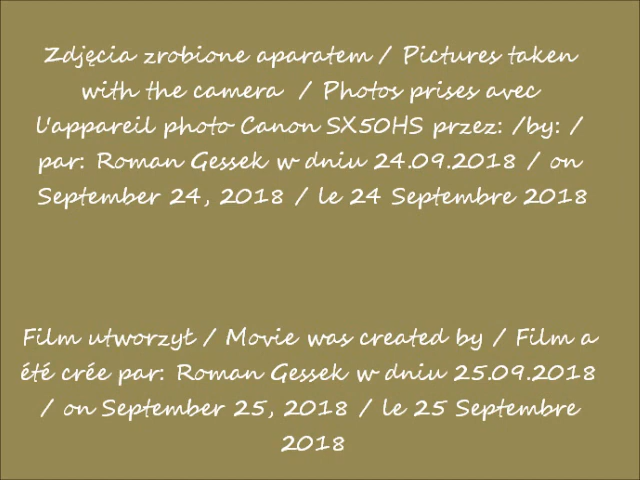 Zdjęcia zrobione aparatem / Pictures taken
with the camera / Photos prises avec
l'appareil photo Canon SX50HS przez: /by: /
par: Roman Gessek w dniu 24.09.2018 / on
September 24, 2018 / le 24 Septembre 2018
Film utworzył / Movie was created by / Film a
été crée par: Roman Gessek w dniu 25.09.2018
/ on September 25, 2018 / le 25 Septembre
2018